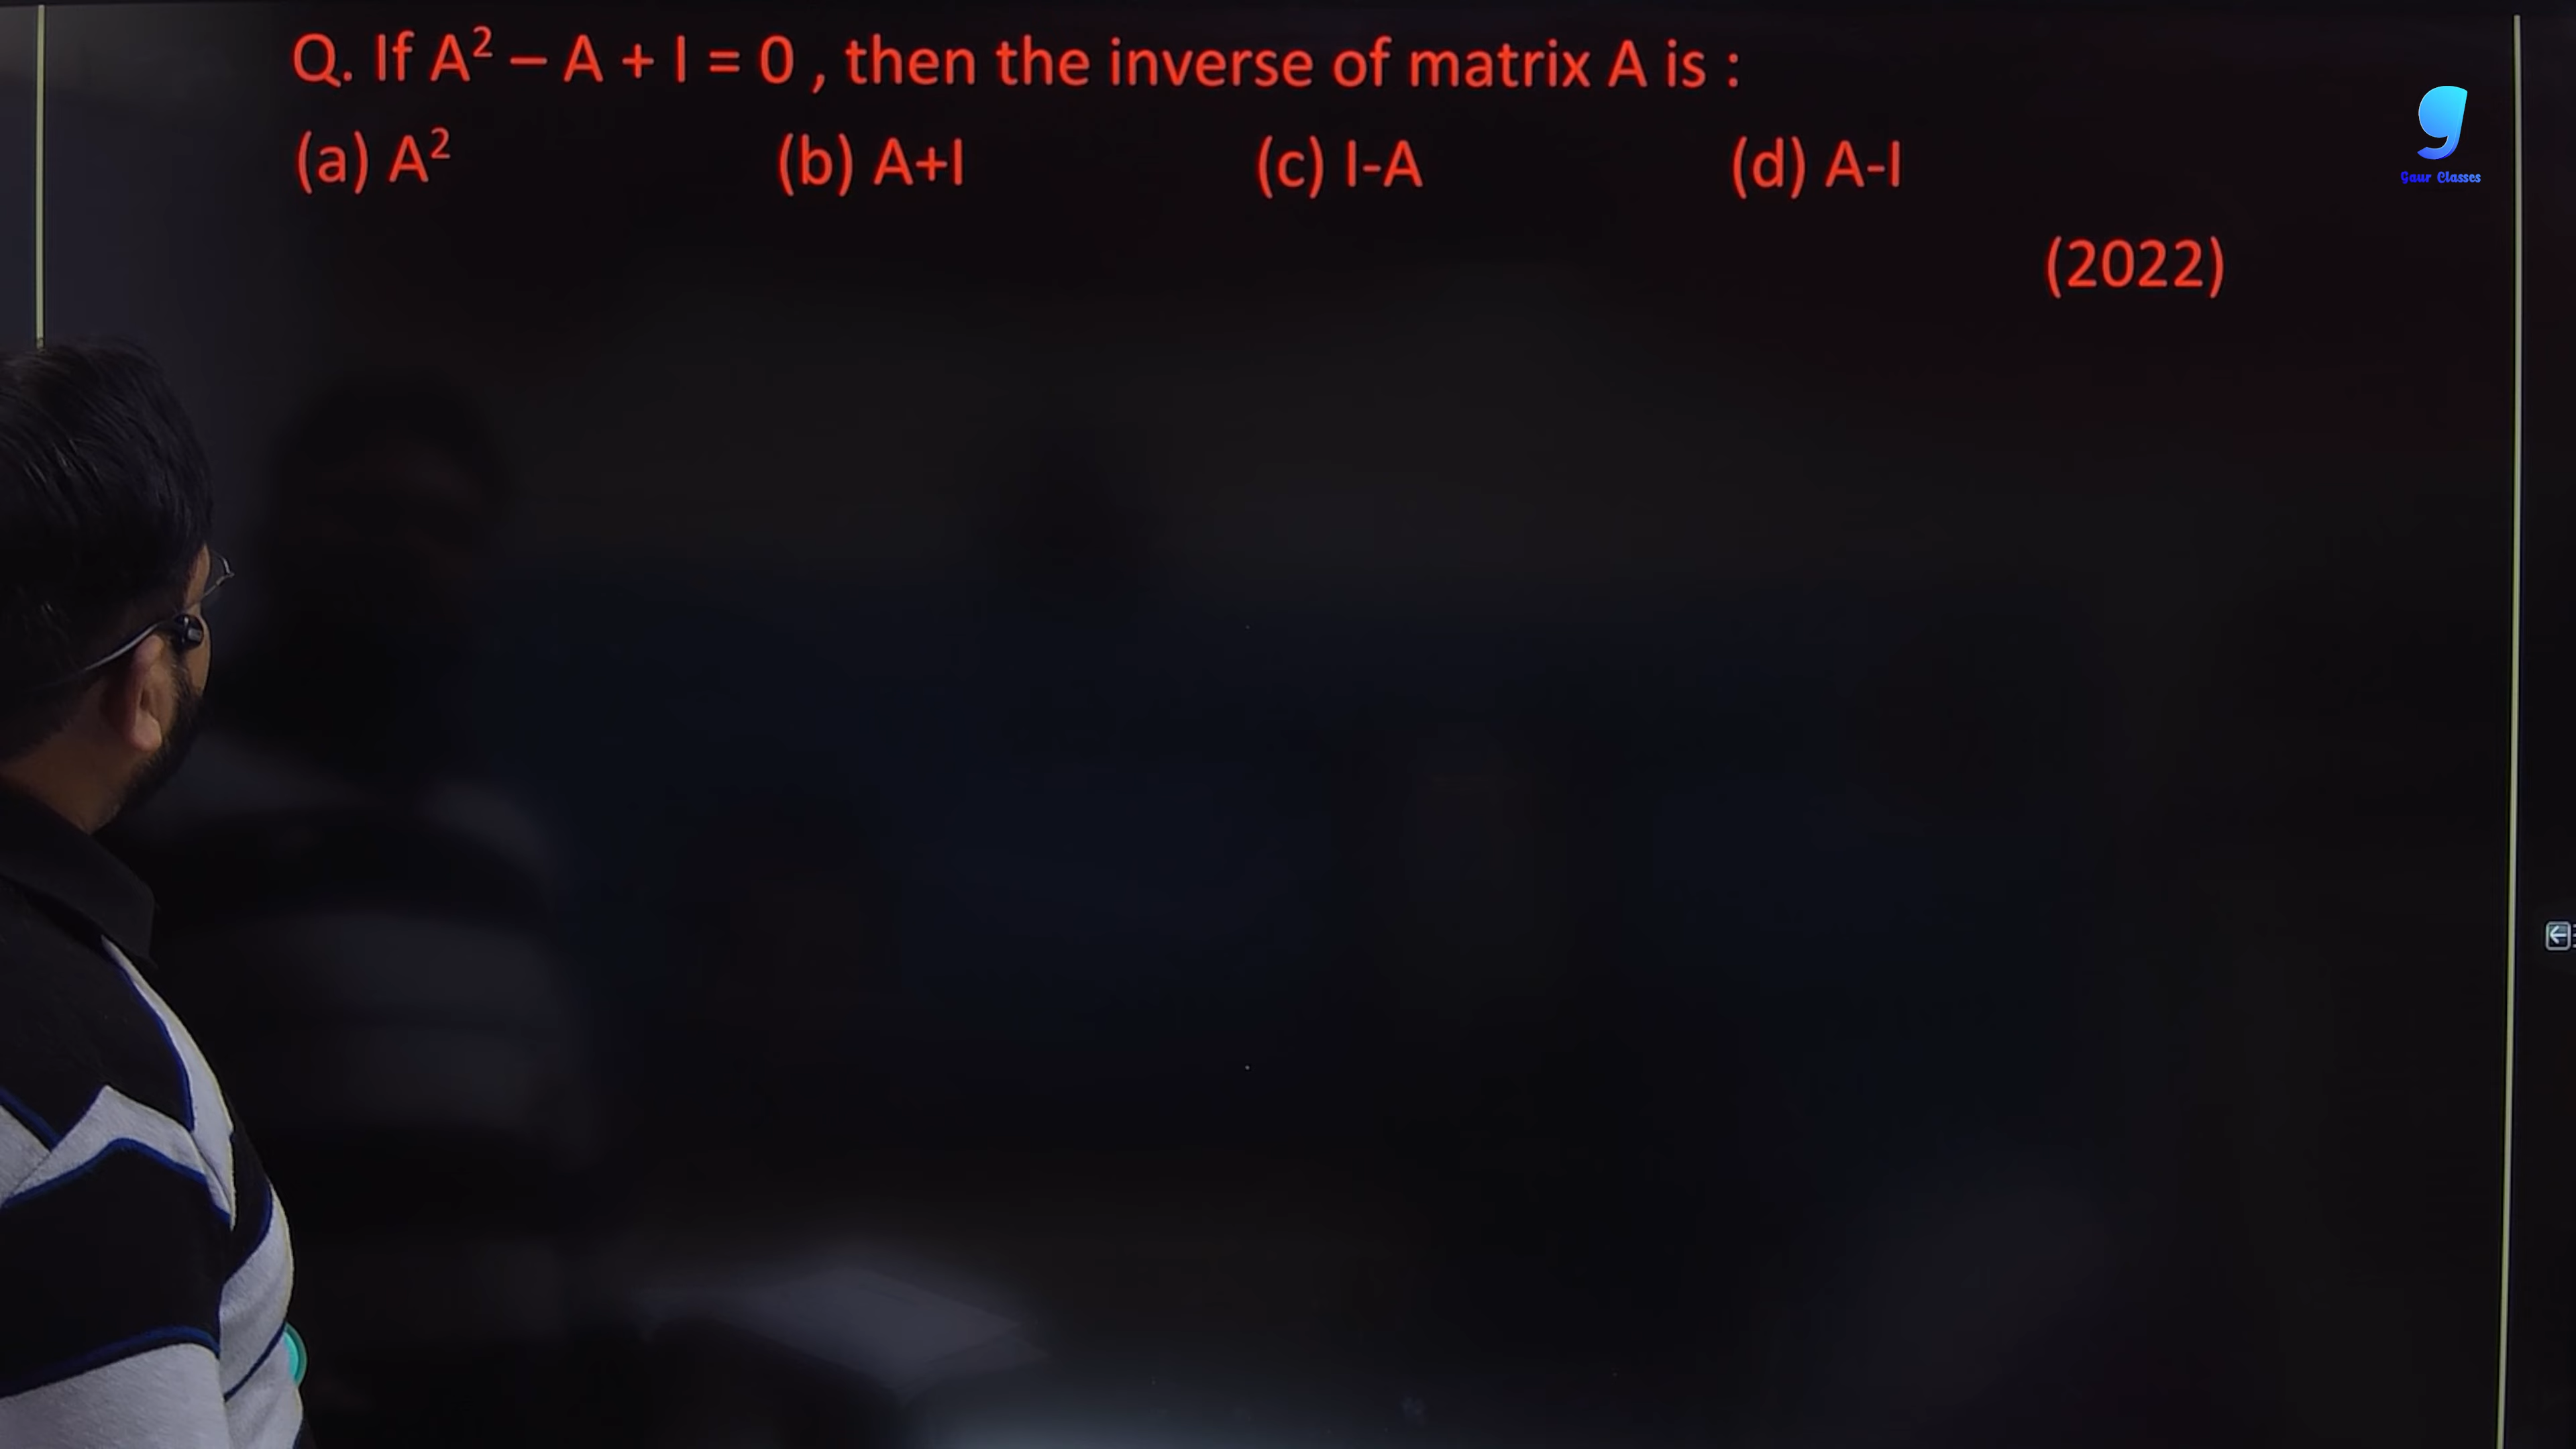 Q. If A² – A + I = 0 , then the inverse of matrix A is :
(a) A² (b) A+I (c) I-A (d) A-I
(2022)
g
Gaur Classes